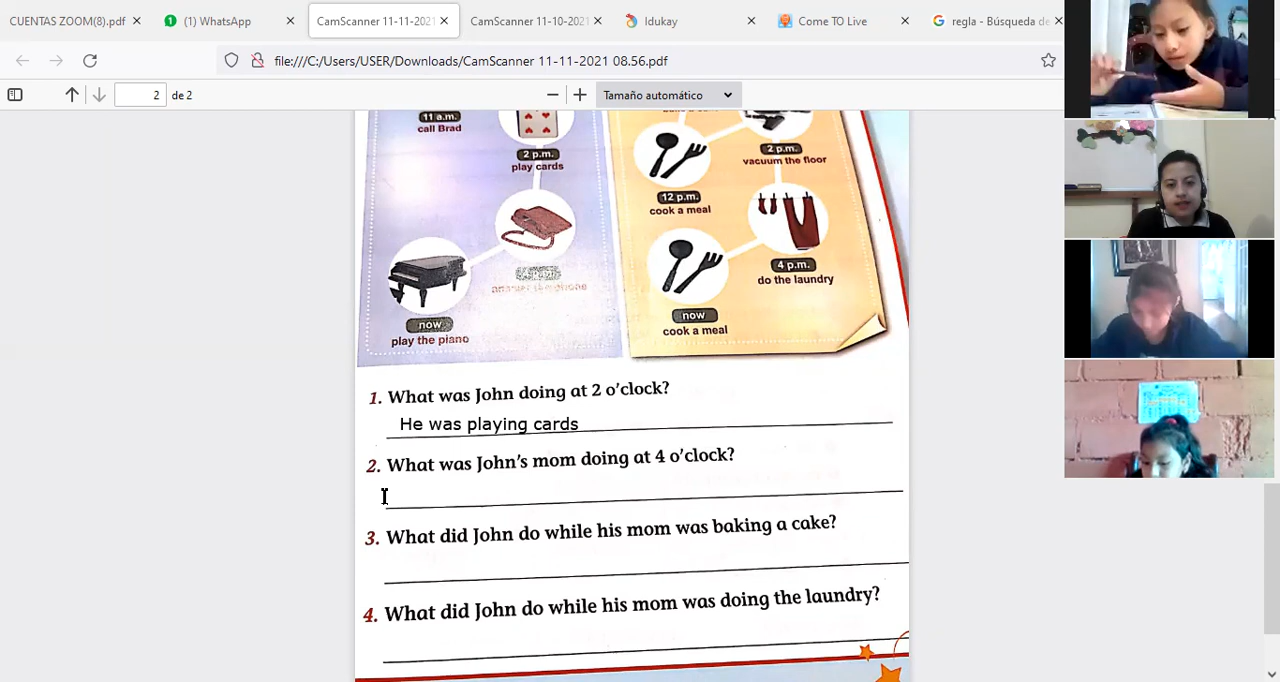 CUENTAS ZOOM(8).pdf
(1) WhatsApp
CamScanner 11-11-2021
CamScanner 11-10-2021
Idukay
Come TO Live
regla - Búsqueda de
file:///C:/Users/USER/Downloads/CamScanner 11-11-2021 08.56.pdf
2 de 2
Tamaño automático
11 a.m.
call Brad
2 p.m.
play cards
2 p.m.
vacuum the floor
12 p.m.
cook a meal
4 p.m.
do the laundry
answer the phone
now
play the piano
now
cook a meal
1. What was John doing at 2 o'clock?
He was playing cards
2. What was John's mom doing at 4 o'clock?
3. What did John do while his mom was baking a cake?
4. What did John do while his mom was doing the laundry?